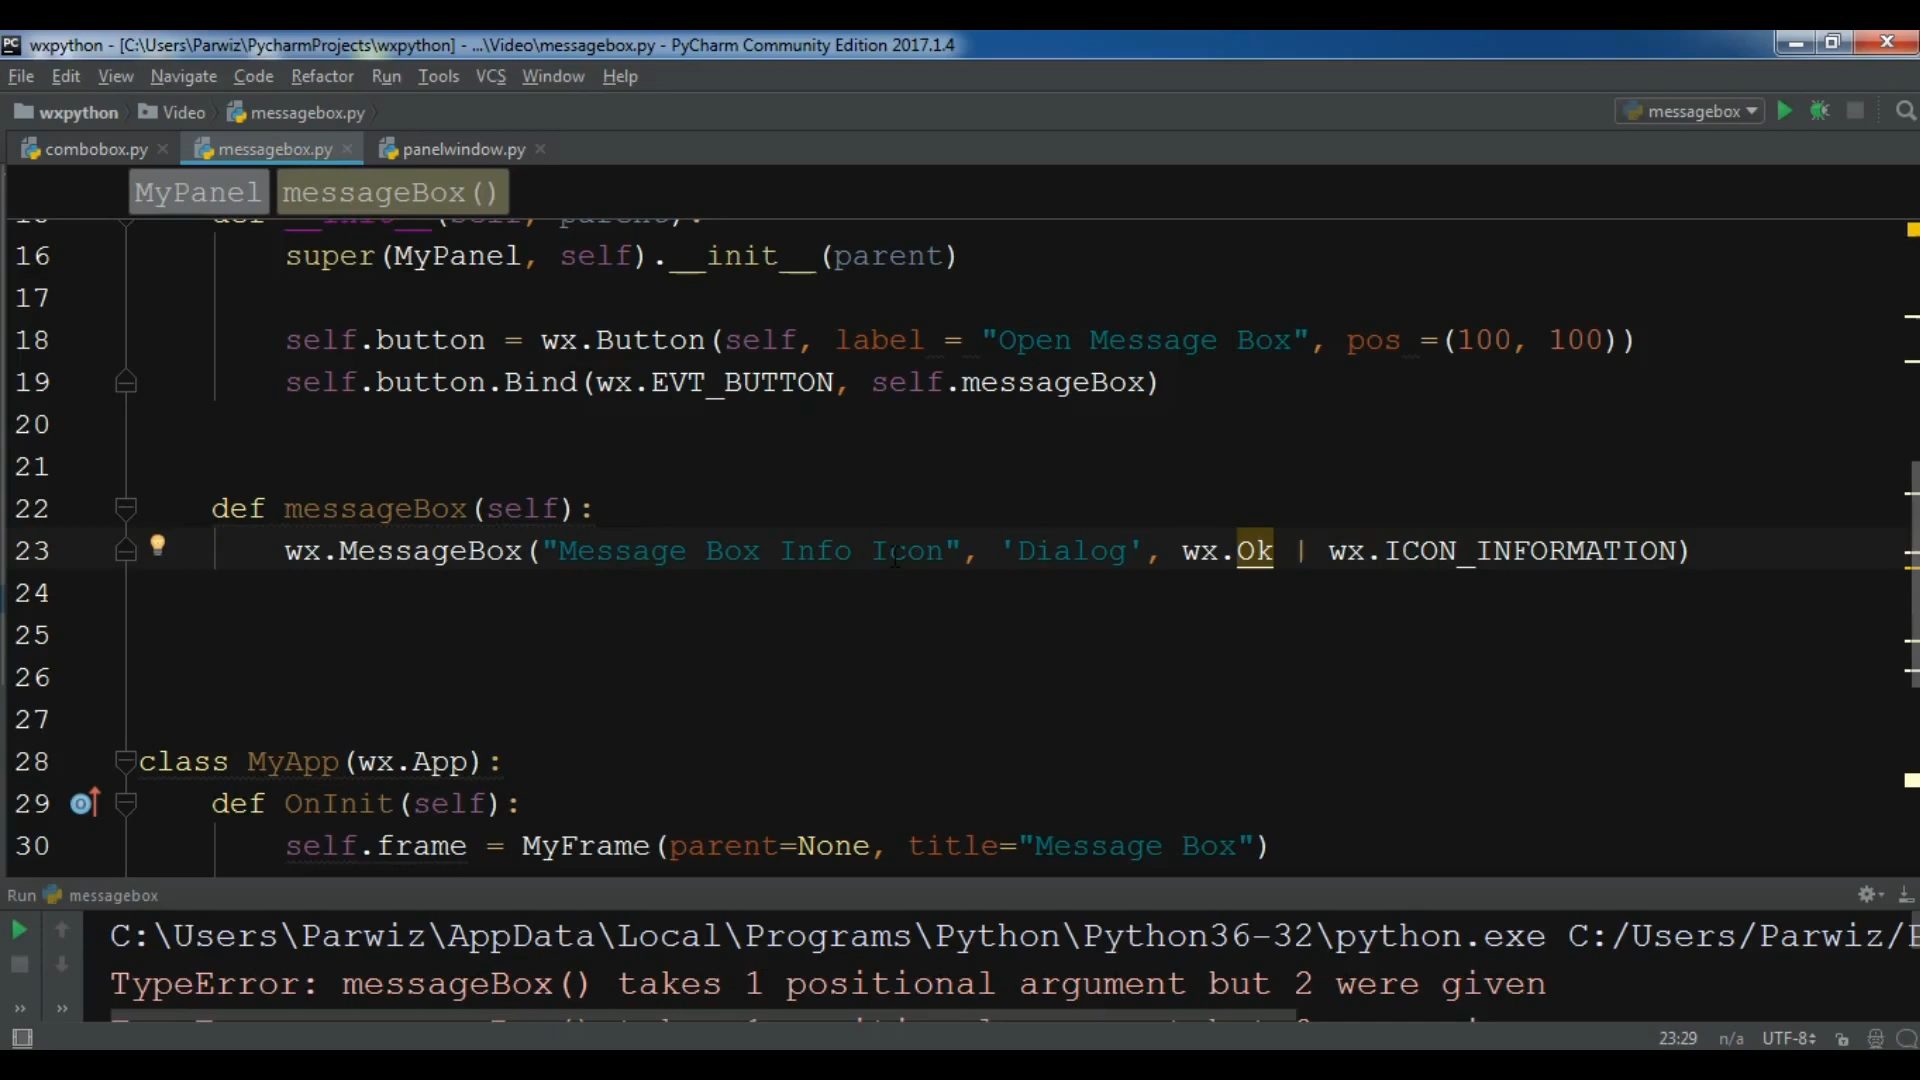 wxpython - [C:\Users\Parwiz\PycharmProjects\wxpython] - ...\Video\messagebox.py - PyCharm Community Edition 2017.1.4
File Edit View Navigate Code Refactor Run Tools VCS Window Help
wxpython Video messagebox.py messagebox
combobox.py messagebox.py panelwindow.py
MyPanel messageBox()
16 super(MyPanel, self).__init__(parent)
17
18 self.button = wx.Button(self, label = "Open Message Box", pos =(100, 100))
19 self.button.Bind(wx.EVT_BUTTON, self.messageBox)
20
21
22 def messageBox(self):
23 wx.MessageBox("Message Box Info Icon", 'Dialog', wx.Ok | wx.ICON_INFORMATION)
24
25
26
27
28 class MyApp(wx.App):
29 def OnInit(self):
30 self.frame = MyFrame(parent=None, title="Message Box")
Run messagebox
C:\Users\Parwiz\AppData\Local\Programs\Python\Python36-32\python.exe C:/Users/Parwiz/
TypeError: messageBox() takes 1 positional argument but 2 were given
23:29 n/a UTF-8